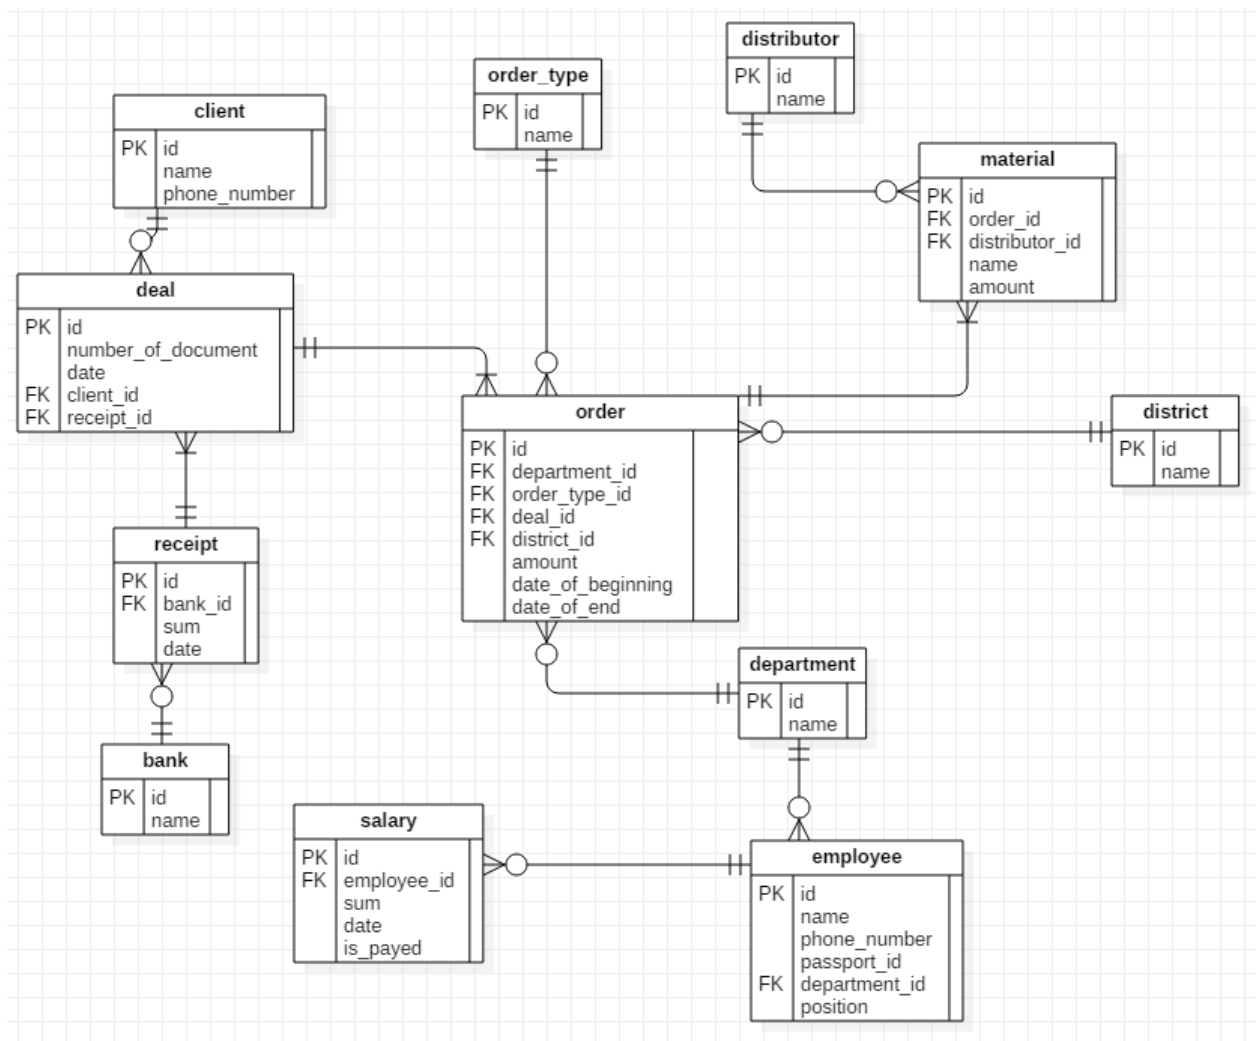 distributor
PK id
name
order_type
PK id
name
client
PK id
name
phone_number
material
PK id
FK order_id
FK distributor_id
name
amount
deal
PK id
number_of_document
date
FK client_id
FK receipt_id
order
PK id
FK department_id
FK order_type_id
FK deal_id
FK district_id
amount
date_of_beginning
date_of_end
district
PK id
name
receipt
PK id
FK bank_id
sum
date
department
PK id
name
bank
PK id
name
salary
PK id
FK employee_id
sum
date
is_payed
employee
PK id
name
phone_number
passport_id
FK department_id
position